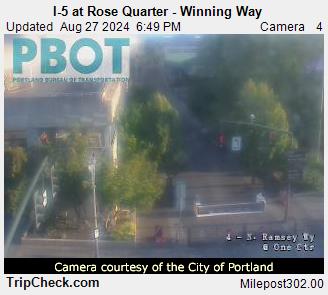 I-5 at Rose Quarter - Winning Way
Updated Aug 27 2024 6:49 PM Camera 4
PBOT
PORTLAND BUREAU OF TRANSPORTATION
4 - N. Ramsey Wy
@ One Ctr
Camera courtesy of the City of Portland
TripCheck.com Milepost302.00